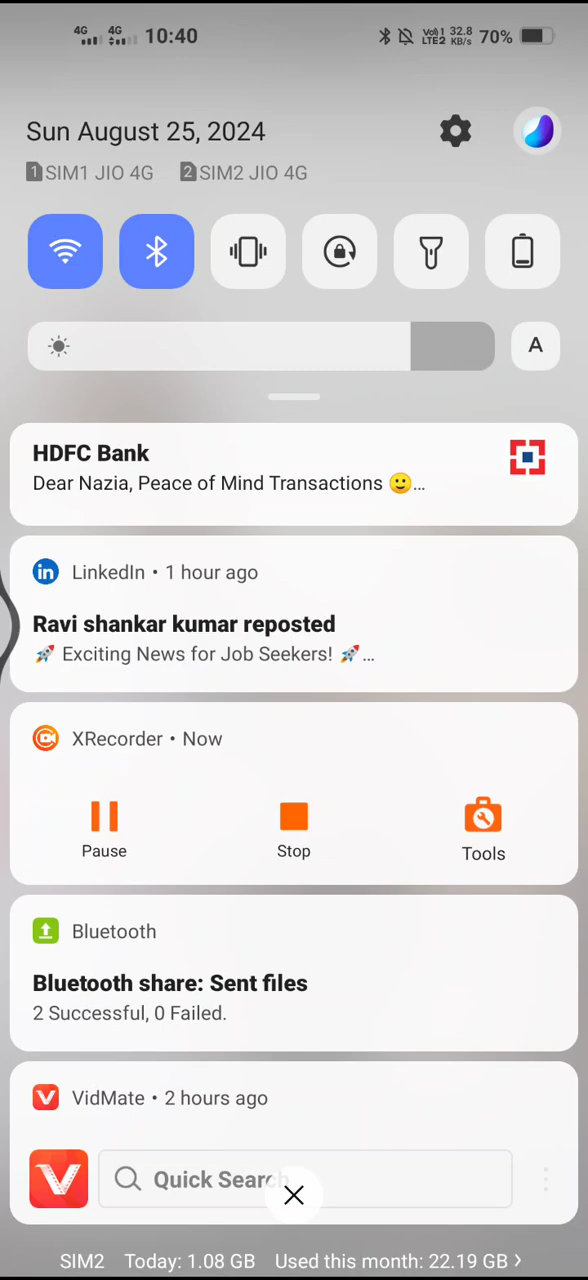 4G 4G 10:40 Vo)) 1 LTE2 32.8 KB/s 70%
Sun August 25, 2024
1 SIM1 JIO 4G 2 SIM2 JIO 4G
A
HDFC Bank
Dear Nazia, Peace of Mind Transactions 🙂...
in LinkedIn • 1 hour ago
Ravi shankar kumar reposted
🚀 Exciting News for Job Seekers! 🚀...
XRecorder • Now
Pause Stop Tools
Bluetooth
Bluetooth share: Sent files
2 Successful, 0 Failed.
VidMate • 2 hours ago
Quick Search
SIM2 Today: 1.08 GB Used this month: 22.19 GB >